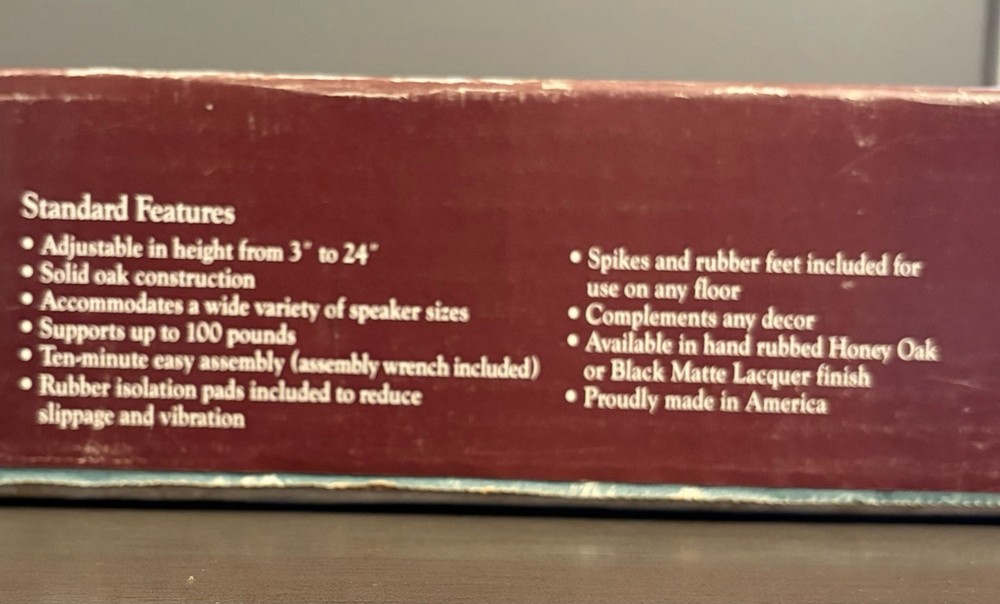 Standard Features
• Adjustable in height from 3" to 24"
• Solid oak construction
• Accommodates a wide variety of speaker sizes
• Supports up to 100 pounds
• Ten-minute easy assembly (assembly wrench included)
• Rubber isolation pads included to reduce
slippage and vibration
• Spikes and rubber feet included for
use on any floor
• Complements any decor
• Available in hand rubbed Honey Oak
or Black Matte Lacquer finish
• Proudly made in America